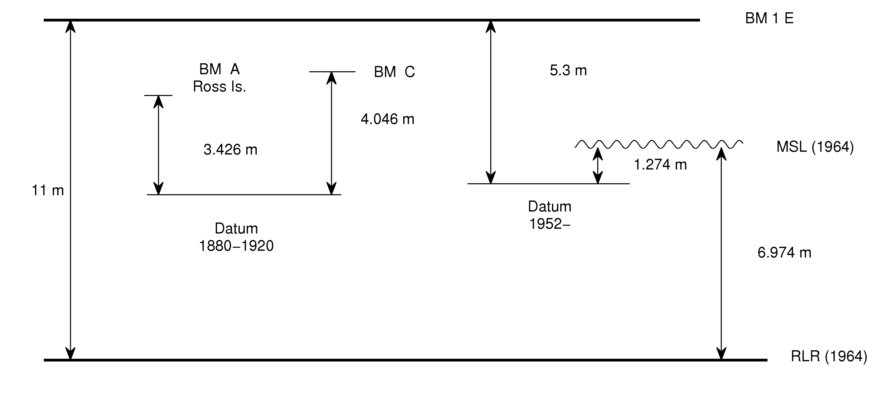 BM 1 E
BM A
Ross Is.
BM C
5.3 m
4.046 m
3.426 m
MSL (1964)
1.274 m
11 m
Datum
1880–1920
Datum
1952–
6.974 m
RLR (1964)